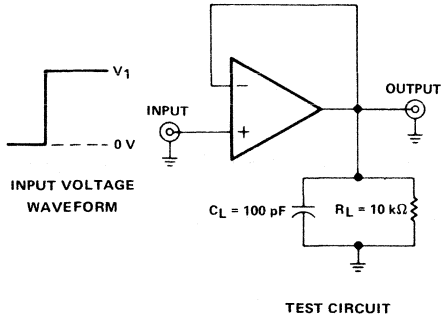 V1
0 V
INPUT VOLTAGE
WAVEFORM
INPUT
−
+
OUTPUT
CL = 100 pF
RL = 10 kΩ
TEST CIRCUIT